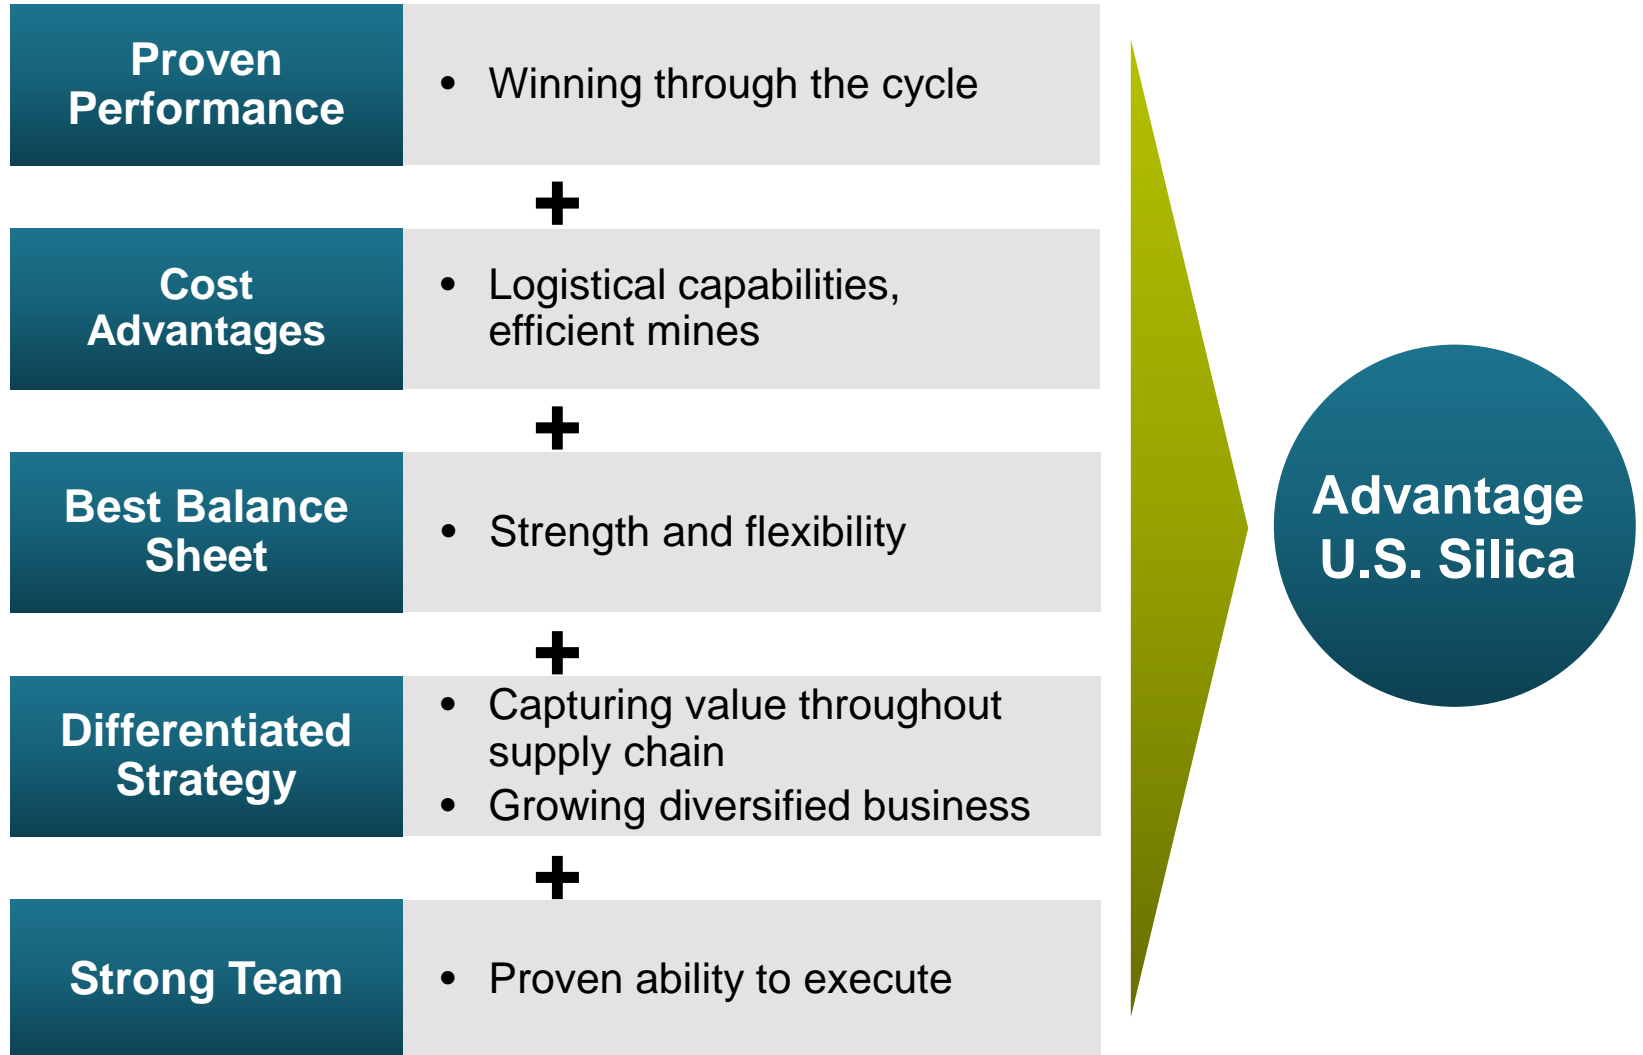 Proven
Performance
• Winning through the cycle
+
Cost
Advantages
• Logistical capabilities,
efficient mines
+
Best Balance
Sheet
• Strength and flexibility
+
Differentiated
Strategy
• Capturing value throughout
supply chain
• Growing diversified business
+
Strong Team
• Proven ability to execute
Advantage
U.S. Silica